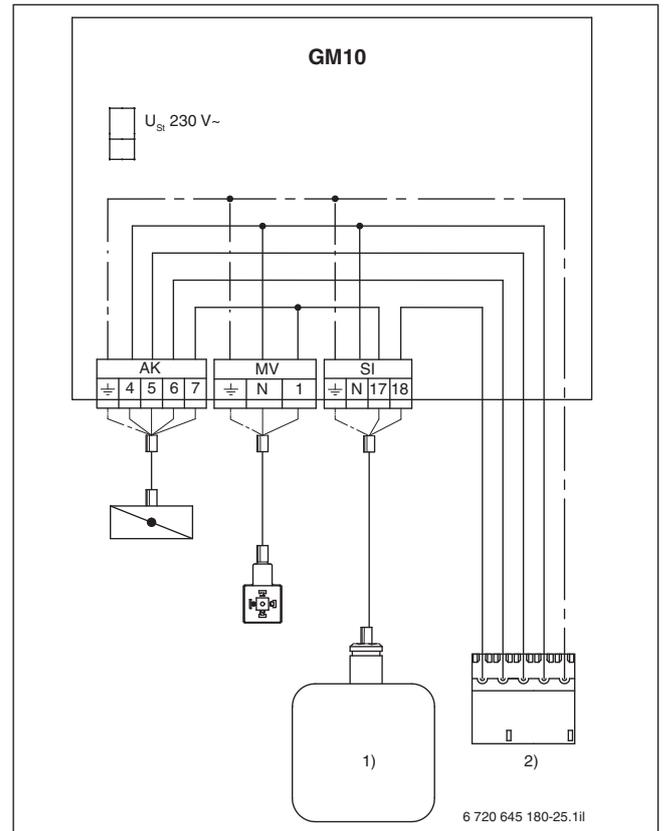 GM10
U_St 230 V~
AK MV SI
⏚ 4 5 6 7 ⏚ N 1 ⏚ N 17 18
1) 2)
6 720 645 180-25.1il